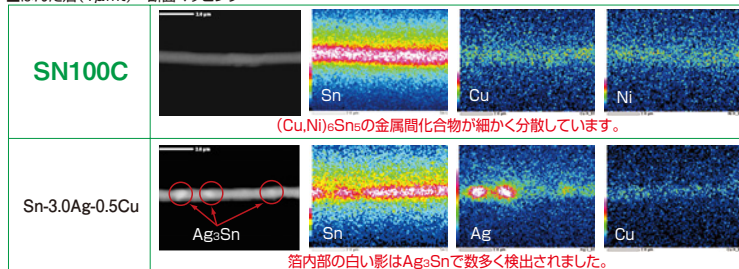 SN100C
Sn
Cu
Ni
(Cu,Ni)₆Sn₅の金属間化合物が細かく分散しています。
Sn-3.0Ag-0.5Cu
Ag₃Sn
Sn
Ag
Cu
箔内部の白い影はAg₃Snで数多く検出されました。